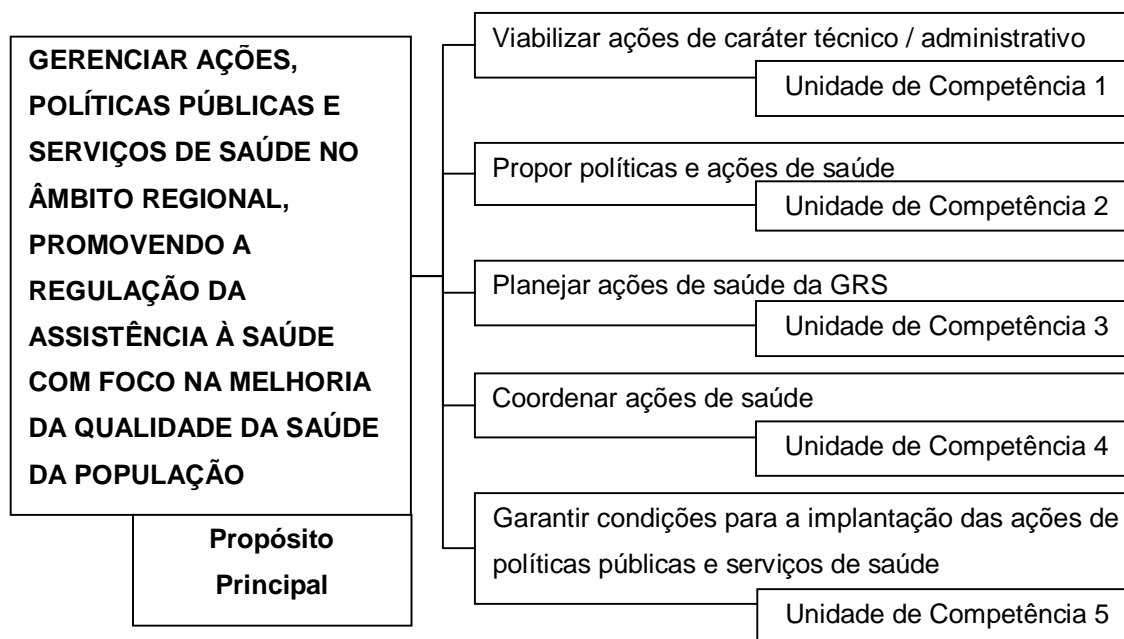 GERENCIAR AÇÕES,
POLÍTICAS PÚBLICAS E
SERVIÇOS DE SAÚDE NO
ÂMBITO REGIONAL,
PROMOVENDO A
REGULAÇÃO DA
ASSISTÊNCIA À SAÚDE
COM FOCO NA MELHORIA
DA QUALIDADE DA SAÚDE
DA POPULAÇÃO
Propósito
Principal
Viabilizar ações de caráter técnico / administrativo
Unidade de Competência 1
Propor políticas e ações de saúde
Unidade de Competência 2
Planejar ações de saúde da GRS
Unidade de Competência 3
Coordenar ações de saúde
Unidade de Competência 4
Garantir condições para a implantação das ações de
políticas públicas e serviços de saúde
Unidade de Competência 5